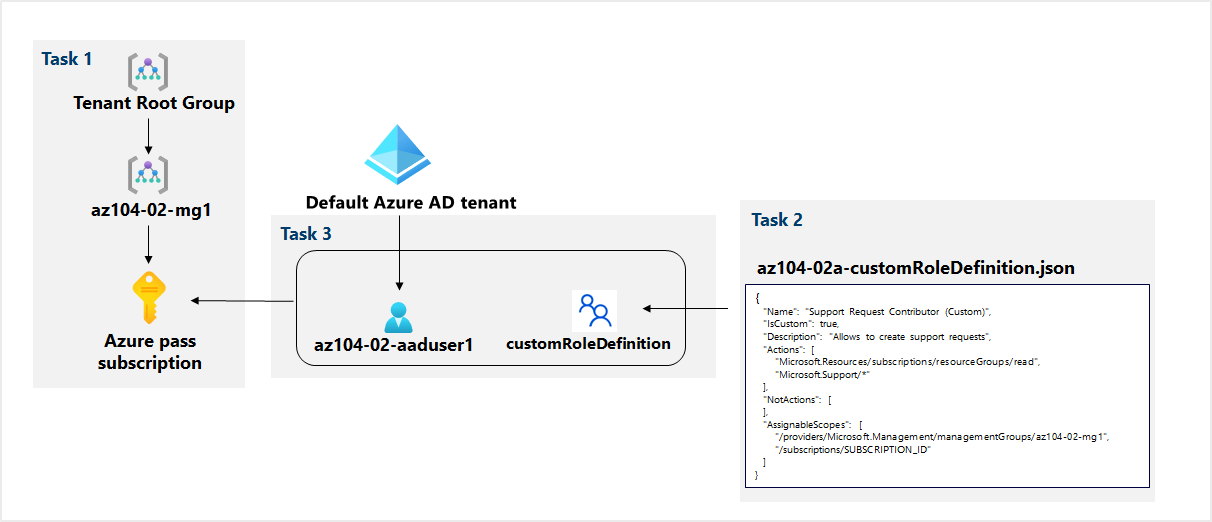 Task 1
Tenant Root Group
az104-02-mg1
Azure pass
subscription
Default Azure AD tenant
Task 3
az104-02-aaduser1
customRoleDefinition
Task 2
az104-02a-customRoleDefinition.json
{
"Name": "Support Request Contributor (Custom)",
"IsCustom": true,
"Description": "Allows to create support requests",
"Actions": [
"Microsoft.Resources/subscriptions/resourceGroups/read",
"Microsoft.Support/*"
],
"NotActions": [
],
"AssignableScopes": [
"/providers/Microsoft.Management/managementGroups/az104-02-mg1",
"/subscriptions/SUBSCRIPTION_ID"
]
}